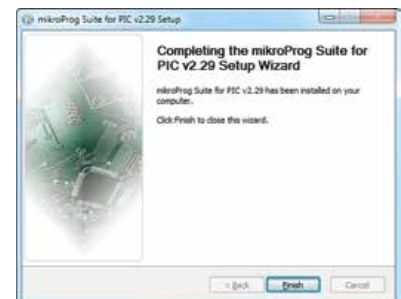 mikroProg Suite for PIC v2.29 Setup
Completing the mikroProg Suite for
PIC v2.29 Setup Wizard
mikroProg Suite for PIC v2.29 has been installed on your
computer.
Click Finish to close this wizard.
< Back Finish Cancel